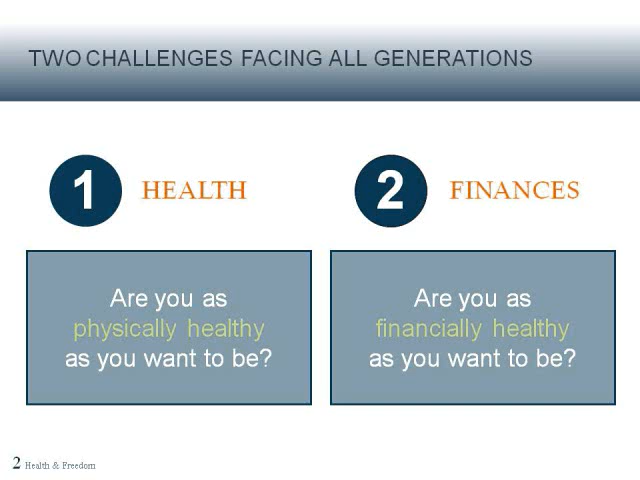 TWO CHALLENGES FACING ALL GENERATIONS
1 HEALTH
2 FINANCES
Are you as
physically healthy
as you want to be?
Are you as
financially healthy
as you want to be?
2 Health & Freedom